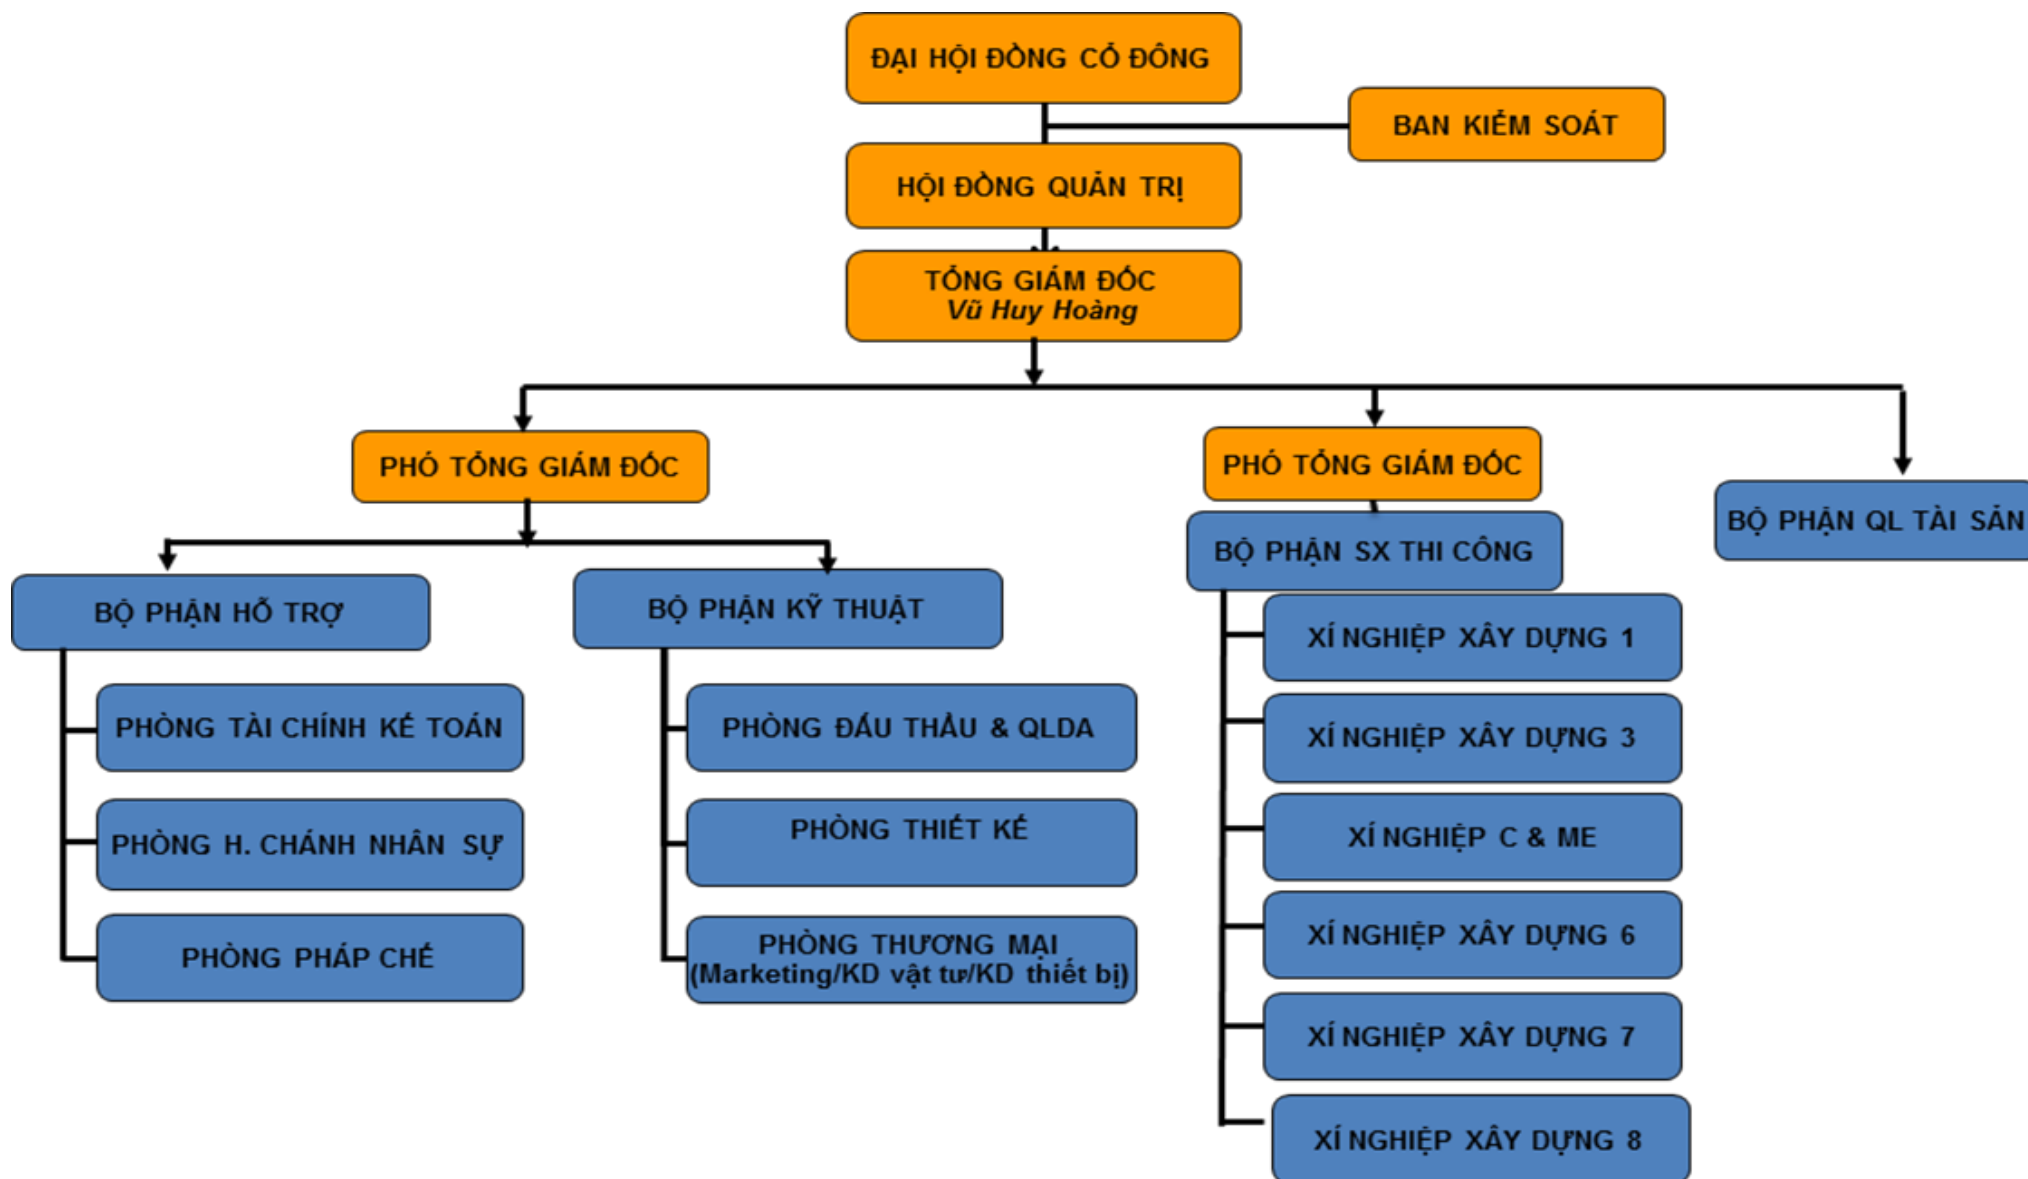 ĐẠI HỘI ĐỒNG CỔ ĐÔNG
BAN KIỂM SOÁT
HỘI ĐỒNG QUẢN TRỊ
TỔNG GIÁM ĐỐC
Vũ Huy Hoàng
PHÓ TỔNG GIÁM ĐỐC
PHÓ TỔNG GIÁM ĐỐC
BỘ PHẬN QL TÀI SẢN
BỘ PHẬN HỖ TRỢ
PHÒNG TÀI CHÍNH KẾ TOÁN
PHÒNG H. CHÁNH NHÂN SỰ
PHÒNG PHÁP CHẾ
BỘ PHẬN KỸ THUẬT
PHÒNG ĐẤU THẦU & QLDA
PHÒNG THIẾT KẾ
PHÒNG THƯƠNG MẠI
(Marketing/KD vật tư/KD thiết bị)
BỘ PHẬN SX THI CÔNG
XÍ NGHIỆP XÂY DỰNG 1
XÍ NGHIỆP XÂY DỰNG 3
XÍ NGHIỆP C & ME
XÍ NGHIỆP XÂY DỰNG 6
XÍ NGHIỆP XÂY DỰNG 7
XÍ NGHIỆP XÂY DỰNG 8